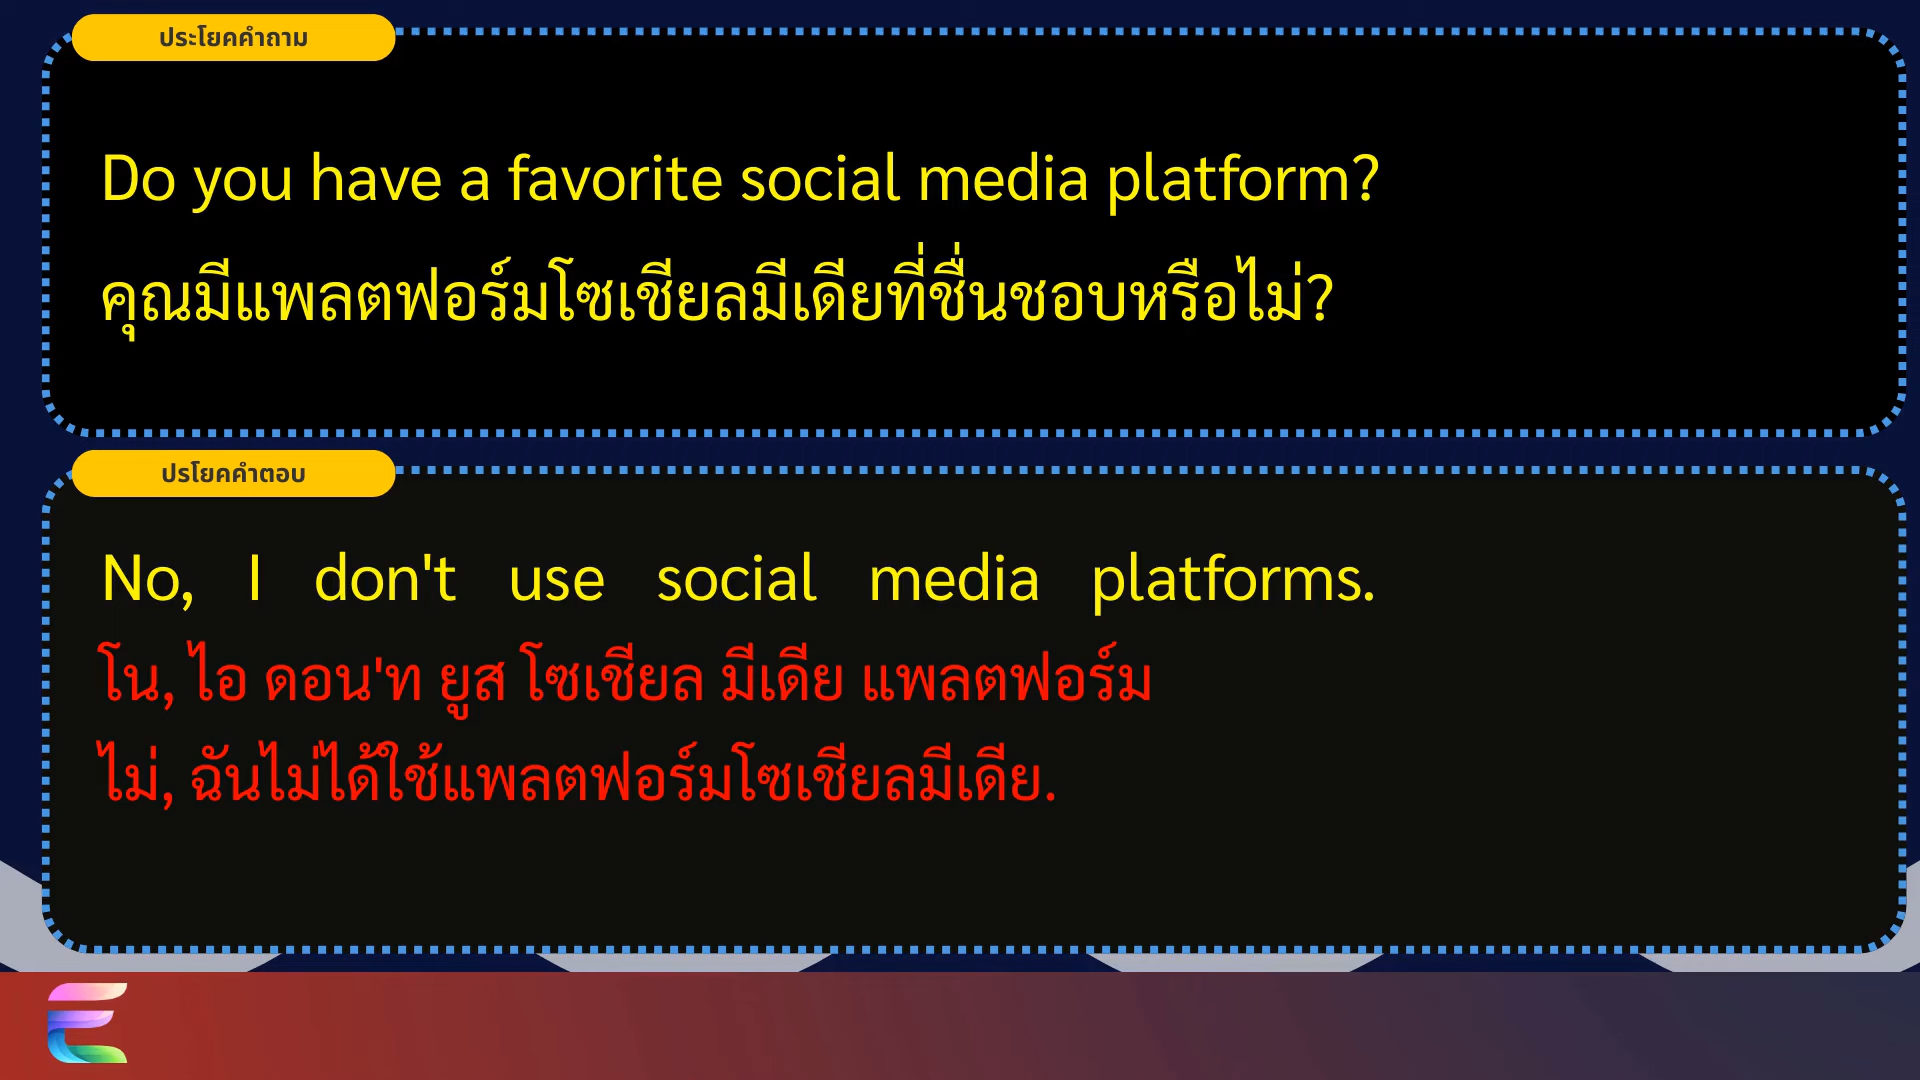 ประโยคคำถาม
Do you have a favorite social media platform?
คุณมีแพลตฟอร์มโซเชียลมีเดียที่ชื่นชอบหรือไม่?
ปรโยคคำตอบ
No, I don't use social media platforms.
โน, ไอ ดอน'ท ยูส โซเชียล มีเดีย แพลตฟอร์ม
ไม่, ฉันไม่ได้ใช้แพลตฟอร์มโซเชียลมีเดีย.